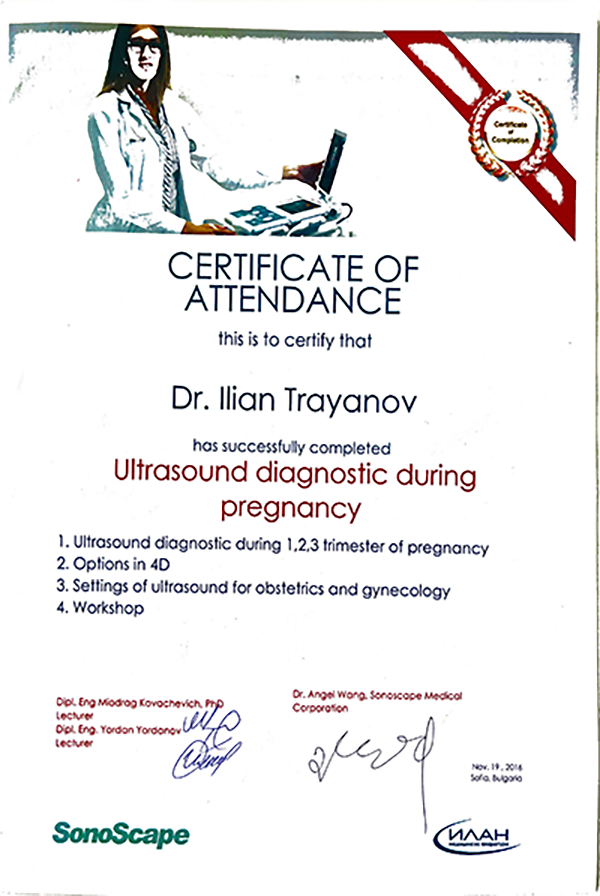 Certificate
of
Completion
CERTIFICATE OF
ATTENDANCE
this is to certify that
Dr. Ilian Trayanov
has successfully completed
Ultrasound diagnostic during
pregnancy
1. Ultrasound diagnostic during 1,2,3 trimester of pregnancy
2. Options in 4D
3. Settings of ultrasound for obstetrics and gynecology
4. Workshop
Dipl. Eng Miodrag Kovachevich, PhD
Lecturer
Dipl. Eng. Yordan Yordanov
Lecturer
Dr. Angel Wang, Sonoscape Medical
Corporation
Nov. 19, 2016
Sofia, Bulgaria
SonoScape
ИЛАН